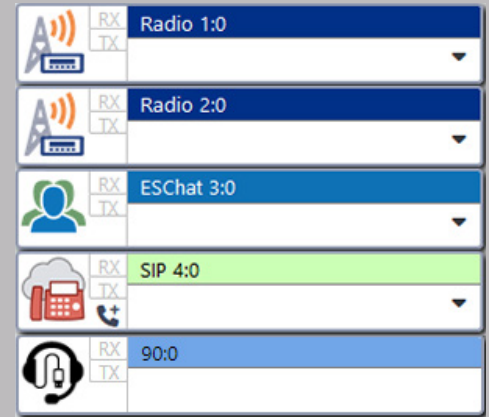 RX Radio 1:0
TX
RX Radio 2:0
TX
RX ESChat 3:0
TX
RX SIP 4:0
TX
RX 90:0
TX